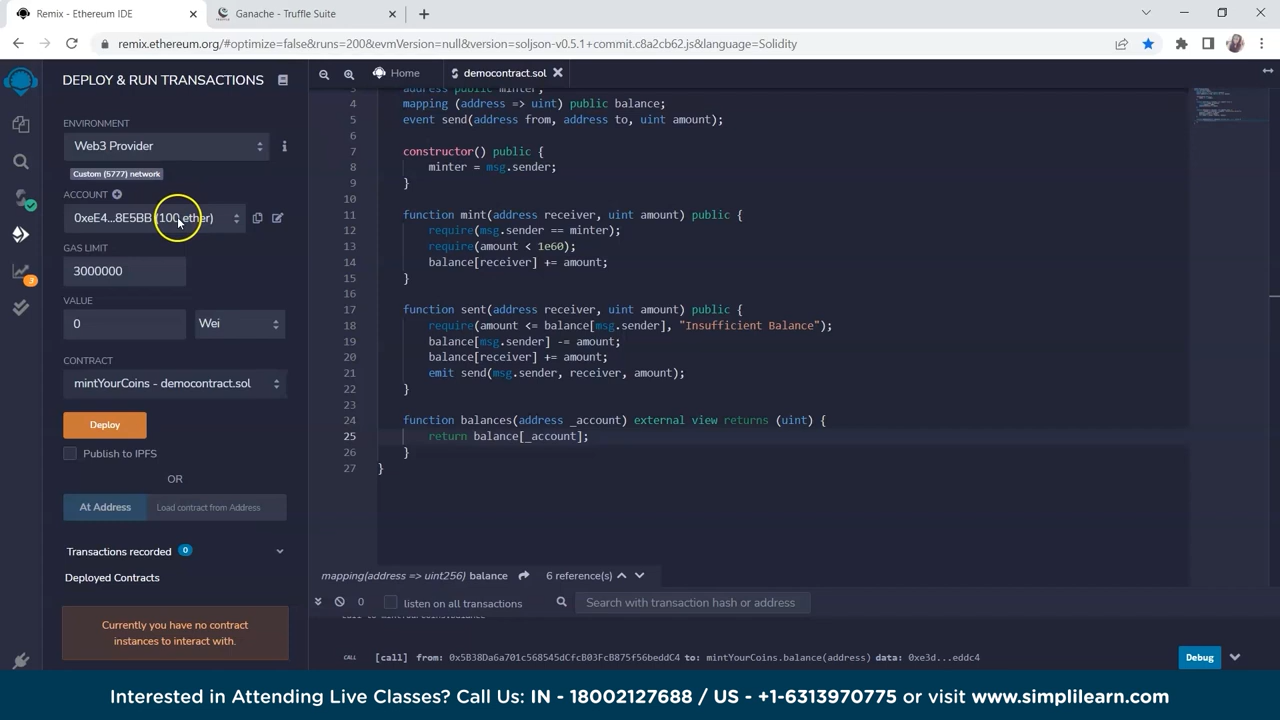 Remix - Ethereum IDE
Ganache - Truffle Suite
remix.ethereum.org/#optimize=false&runs=200&evmVersion=null&version=soljson-v0.5.1+commit.c8a2cb62.js&language=Solidity
DEPLOY & RUN TRANSACTIONS
ENVIRONMENT
Web3 Provider
Custom (5777) network
ACCOUNT
0xeE4...8E5BB (100 ether)
GAS LIMIT
3000000
VALUE
0
Wei
CONTRACT
mintYourCoins - democontract.sol
Deploy
Publish to IPFS
OR
At Address
Load contract from Address
Transactions recorded 0
Deployed Contracts
Currently you have no contract
instances to interact with.
3
Home
democontract.sol
3 address public minter;
4 mapping (address => uint) public balance;
5 event send(address from, address to, uint amount);
6
7 constructor() public {
8 minter = msg.sender;
9 }
10
11 function mint(address receiver, uint amount) public {
12 require(msg.sender == minter);
13 require(amount < 1e60);
14 balance[receiver] += amount;
15 }
16
17 function sent(address receiver, uint amount) public {
18 require(amount <= balance[msg.sender], "Insufficient Balance");
19 balance[msg.sender] -= amount;
20 balance[receiver] += amount;
21 emit send(msg.sender, receiver, amount);
22 }
23
24 function balances(address _account) external view returns (uint) {
25 return balance[_account];
26 }
27 }
mapping(address => uint256) balance
6 reference(s)
0
listen on all transactions
Search with transaction hash or address
call to mintYourCoins.balance
CALL [call] from: 0x5B38Da6a701c568545dCfcB03FcB875f56beddC4 to: mintYourCoins.balance(address) data: 0xe3d...eddc4
Debug
Interested in Attending Live Classes? Call Us: IN - 18002127688 / US - +1-6313970775 or visit www.simplilearn.com